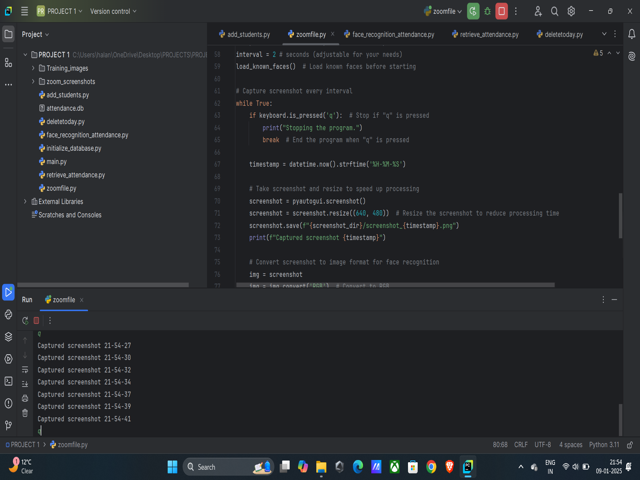 PR PROJECT 1 Version control zoomfile
Project
add_students.py zoomfile.py face_recognition_attendance.py retrieve_attendance.py deletetoday.py
PROJECT 1 C:\Users\
Training_images
zoom_screenshots
add_students.py
attendance.db
deletetoday.py
face_recognition_attendance.py
initialize_database.py
main.py
retrieve_attendance.py
zoomfile.py
External Libraries
Scratches and Consoles
5
58 interval = 2 # seconds (adjustable for your needs)
59 load_known_faces() # Load known faces before starting
60
61 # Capture screenshot every interval
62 while True:
63 if keyboard.is_pressed('q'): # Stop if "q" is pressed
64 print("Stopping the program.")
65 break # End the program when "q" is pressed
66
67 timestamp = datetime.now().strftime('%H-%M-%S')
68
69 # Take screenshot and resize to speed up processing
70 screenshot = pyautogui.screenshot()
71 screenshot = screenshot.resize((640, 480)) # Resize the screenshot to reduce processing time
72 screenshot.save(f"{screenshot_dir}/screenshot_{timestamp}.png")
73 print(f"Captured screenshot {timestamp}")
74
75 # Convert screenshot to image format for face recognition
76 img = screenshot
77 img = img.convert('RGB') # Convert to RGB
Run zoomfile
Captured screenshot 21-54-27
Captured screenshot 21-54-30
Captured screenshot 21-54-32
Captured screenshot 21-54-34
Captured screenshot 21-54-37
Captured screenshot 21-54-39
Captured screenshot 21-54-41
q
PROJECT 1 > zoomfile.py 80:68 CRLF UTF-8 4 spaces Python 3.11
12°C
Clear
Search
ENG
IN
21:54
09-01-2025